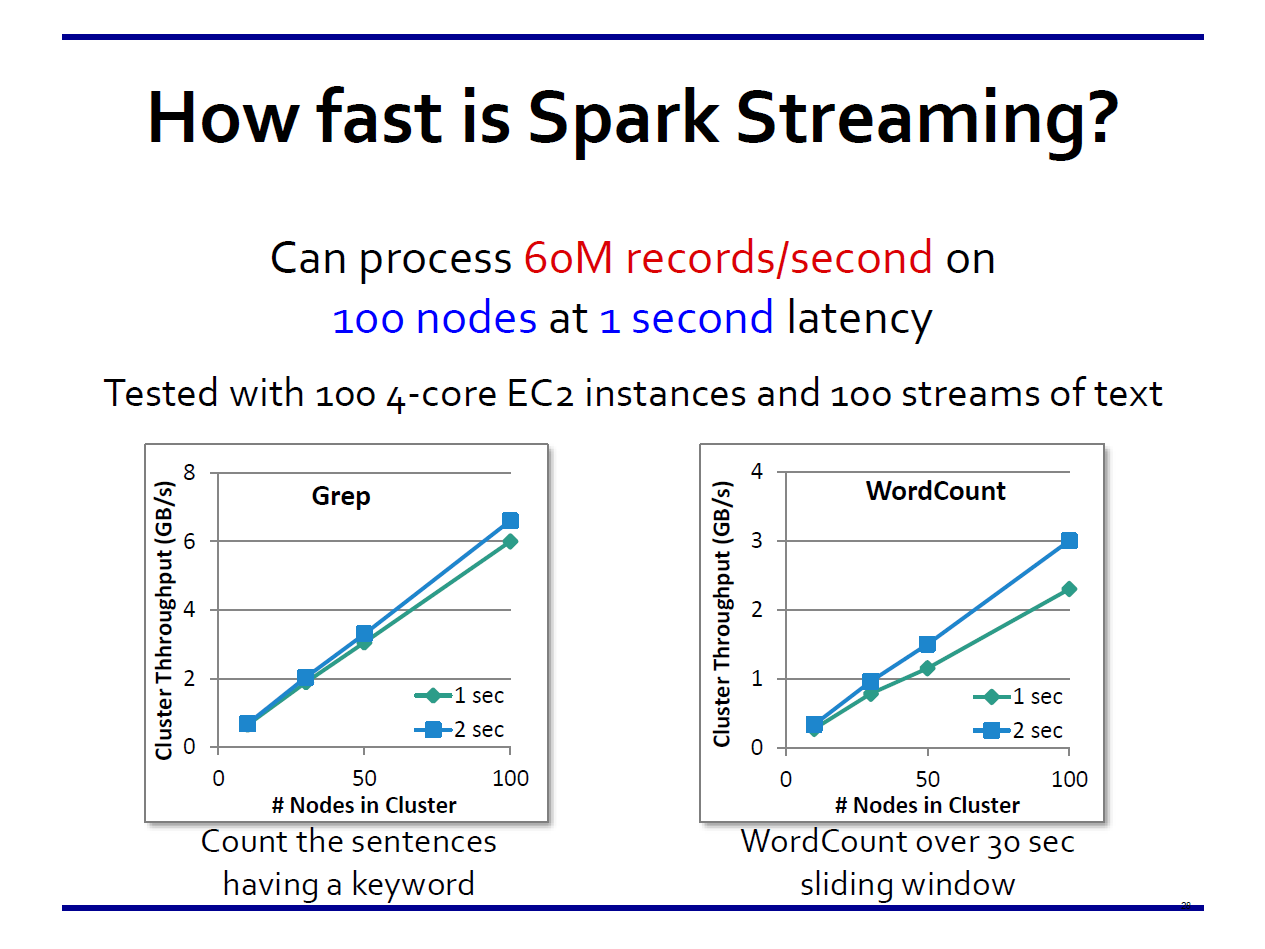 How fast is Spark Streaming?
Can process 60M records/second on
100 nodes at 1 second latency
Tested with 100 4-core EC2 instances and 100 streams of text
Grep
Cluster Thhroughput (GB/s)
8
6
4
2
0
0 50 100
# Nodes in Cluster
1 sec
2 sec
Count the sentences
having a keyword
WordCount
Cluster Throughput (GB/s)
4
3
2
1
0
0 50 100
# Nodes in Cluster
1 sec
2 sec
WordCount over 30 sec
sliding window